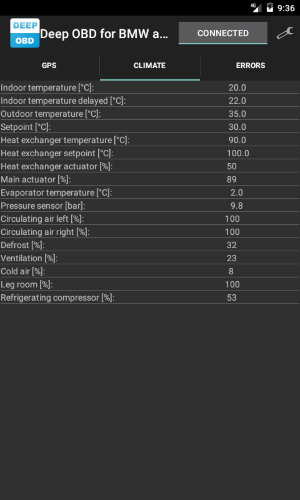 9:36
DEEP
OBD
Deep OBD for BMW a...
CONNECTED
GPS
CLIMATE
ERRORS
Indoor temperature [°C]: 20.0
Indoor temperature delayed [°C]: 22.0
Outdoor temperature [°C]: 35.0
Setpoint [°C]: 30.0
Heat exchanger temperature [°C]: 90.0
Heat exchanger setpoint [°C]: 100.0
Heat exchanger actuator [%]: 50
Main actuator [%]: 89
Evaporator temperature [°C]: 2.0
Pressure sensor [bar]: 9.8
Circulating air left [%]: 100
Circulating air right [%]: 100
Defrost [%]: 32
Ventilation [%]: 23
Cold air [%]: 8
Leg room [%]: 100
Refrigerating compressor [%]: 53